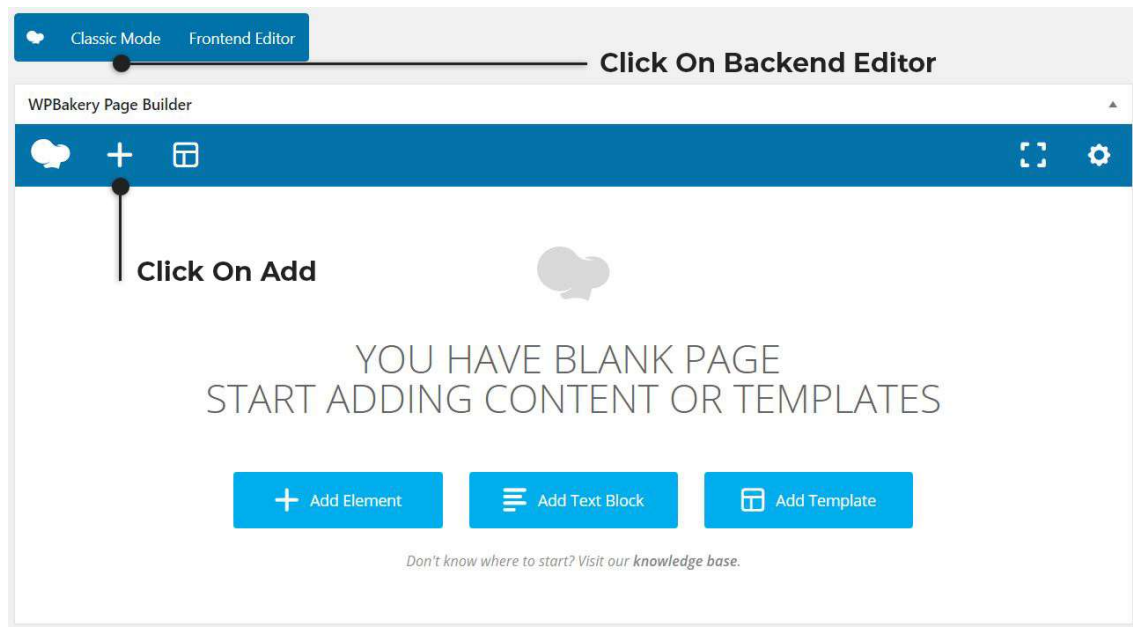 Classic Mode Frontend Editor
Click On Backend Editor
WPBakery Page Builder
Click On Add
YOU HAVE BLANK PAGE
START ADDING CONTENT OR TEMPLATES
Add Element Add Text Block Add Template
Don't know where to start? Visit our knowledge base.